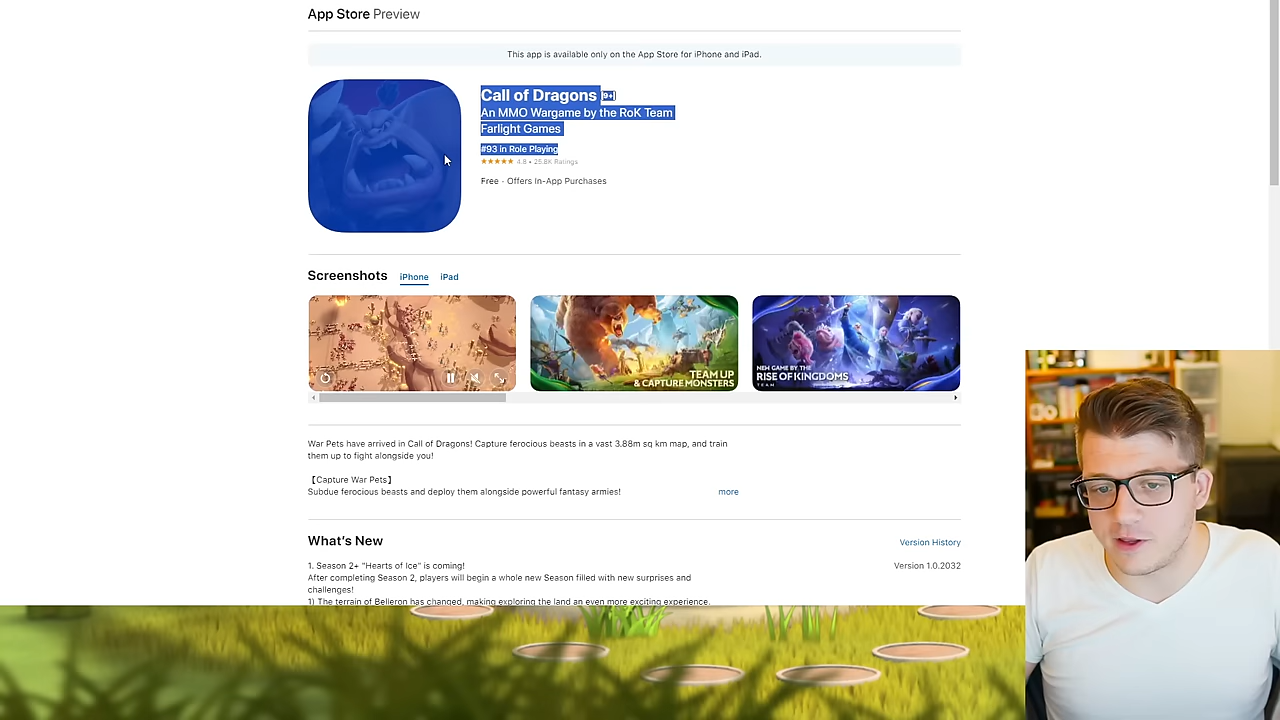 App Store Preview
This app is available only on the App Store for iPhone and iPad.
Call of Dragons 9+
An MMO Wargame by the RoK Team
Farlight Games
#93 in Role Playing
★★★★★ 4.8 • 25.8K Ratings
Free · Offers In-App Purchases
Screenshots iPhone iPad
TEAM UP
& CAPTURE MONSTERS
NEW GAME BY THE
RISE OF KINGDOMS
TEAM
War Pets have arrived in Call of Dragons! Capture ferocious beasts in a vast 3.88m sq km map, and train
them up to fight alongside you!
【Capture War Pets】
Subdue ferocious beasts and deploy them alongside powerful fantasy armies! more
What's New Version History
1. Season 2+ "Hearts of Ice" is coming! Version 1.0.2032
After completing Season 2, players will begin a whole new Season filled with new surprises and
challenges!
1) The terrain of Belleron has changed, making exploring the land an even more exciting experience.